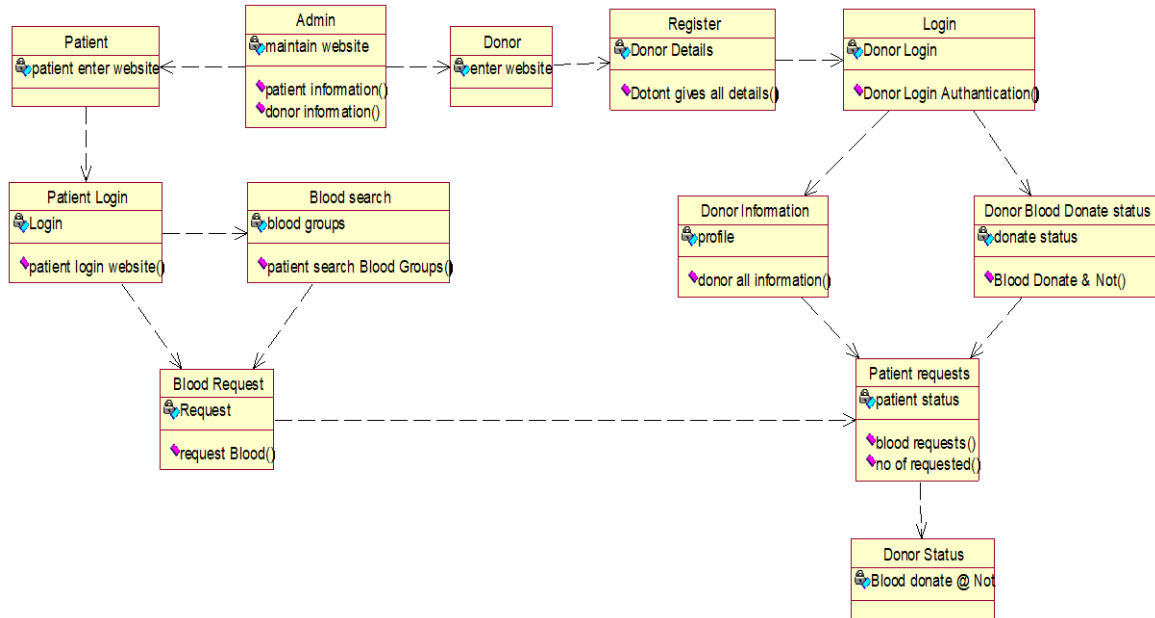 Patient
patient enter website
Admin
maintain website
patient information()
donor information()
Donor
enter website
Register
Donor Details
Dotont gives all details()
Login
Donor Login
Donor Login Authantication()
Patient Login
Login
patient login website()
Blood search
blood groups
patient search Blood Groups()
Donor Information
profile
donor all information()
Donor Blood Donate status
donate status
Blood Donate & Not()
Blood Request
Request
request Blood()
Patient requests
patient status
blood requests()
no of requested()
Donor Status
Blood donate @ Not